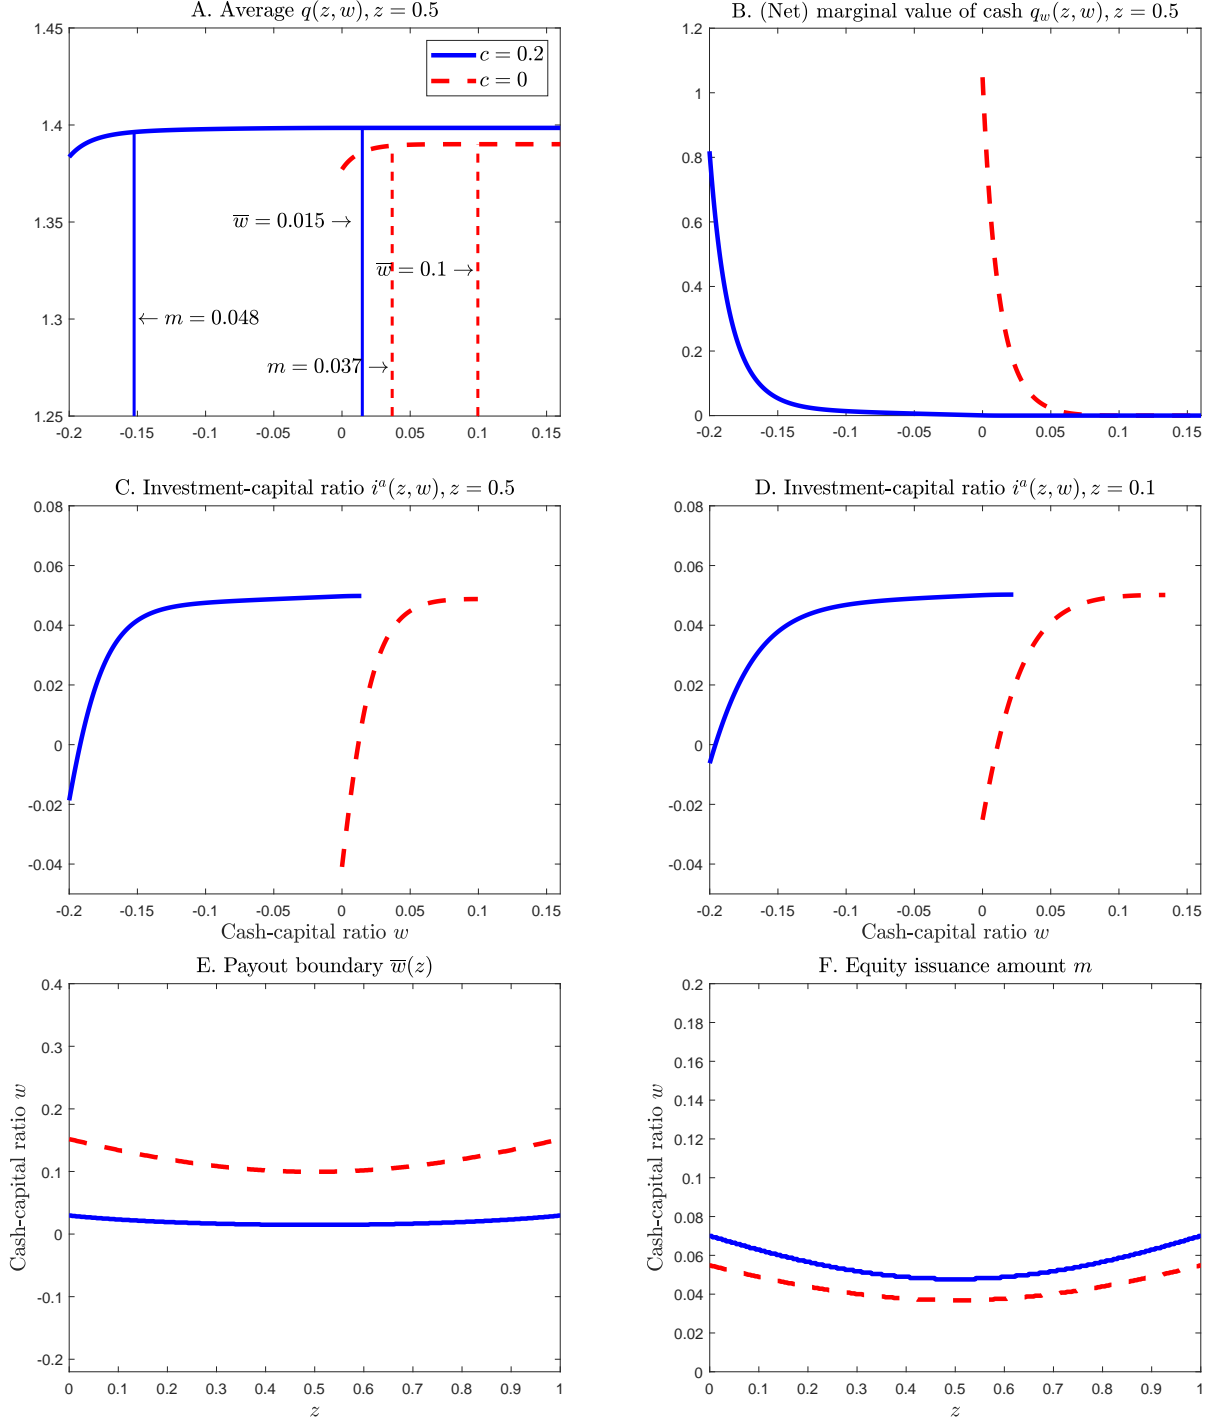 A. Average q(z, w), z = 0.5
1.45
1.4
1.35
1.3
1.25
-0.2 -0.15 -0.1 -0.05 0 0.05 0.1 0.15
c = 0.2
c = 0
w̅ = 0.015 →
w̅ = 0.1 →
← m = 0.048
m = 0.037 →
B. (Net) marginal value of cash q_w(z, w), z = 0.5
1.2
1
0.8
0.6
0.4
0.2
0
-0.2 -0.15 -0.1 -0.05 0 0.05 0.1 0.15
C. Investment-capital ratio i^a(z, w), z = 0.5
0.08
0.06
0.04
0.02
0
-0.02
-0.04
-0.2 -0.15 -0.1 -0.05 0 0.05 0.1 0.15
Cash-capital ratio w
D. Investment-capital ratio i^a(z, w), z = 0.1
0.08
0.06
0.04
0.02
0
-0.02
-0.04
-0.2 -0.15 -0.1 -0.05 0 0.05 0.1 0.15
Cash-capital ratio w
E. Payout boundary w̅(z)
Cash-capital ratio w
0.4
0.3
0.2
0.1
0
-0.1
-0.2
0 0.1 0.2 0.3 0.4 0.5 0.6 0.7 0.8 0.9 1
z
F. Equity issuance amount m
Cash-capital ratio w
0.2
0.18
0.16
0.14
0.12
0.1
0.08
0.06
0.04
0.02
0
0 0.1 0.2 0.3 0.4 0.5 0.6 0.7 0.8 0.9 1
z